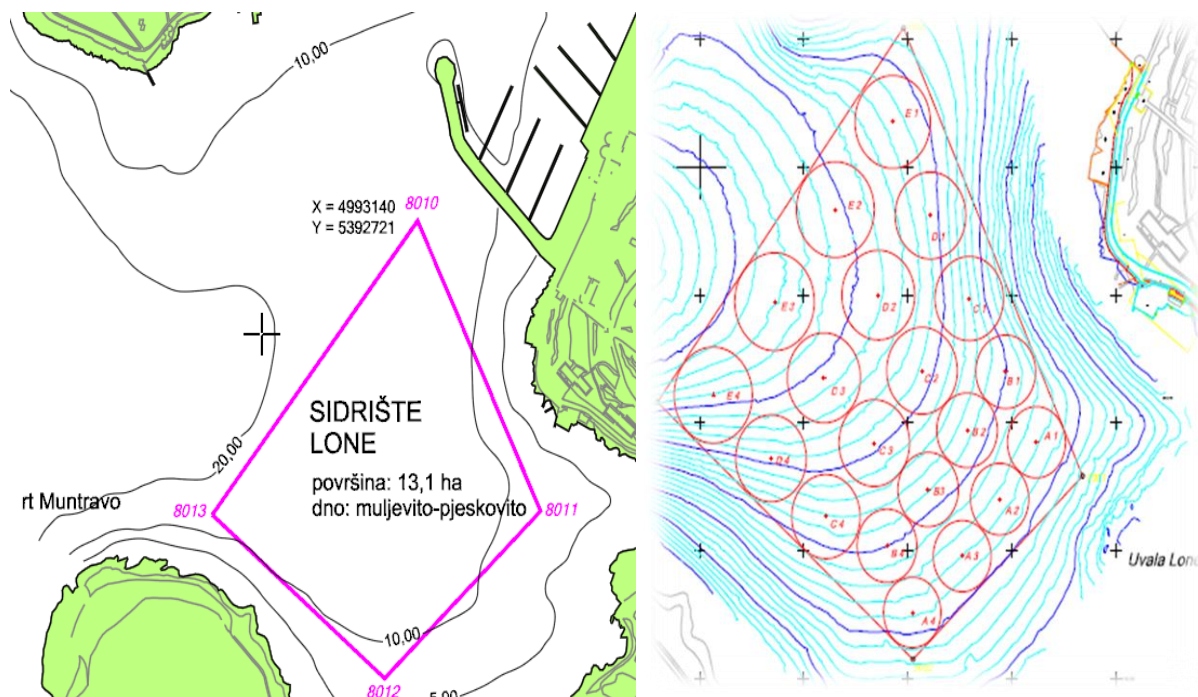 10,00
X = 4993140
Y = 5392721
8010
20,00
SIDRIŠTE
LONE
površina: 13,1 ha
dno: muljevito-pjeskovito
rt Muntravo
8013
8011
10,00
8012
5,00
E1
E2
D1
E3
D2
C1
E4
C3
C2
B1
D4
C3
B2
A1
C4
B3
A2
B4
A3
A4
Uvala Lone